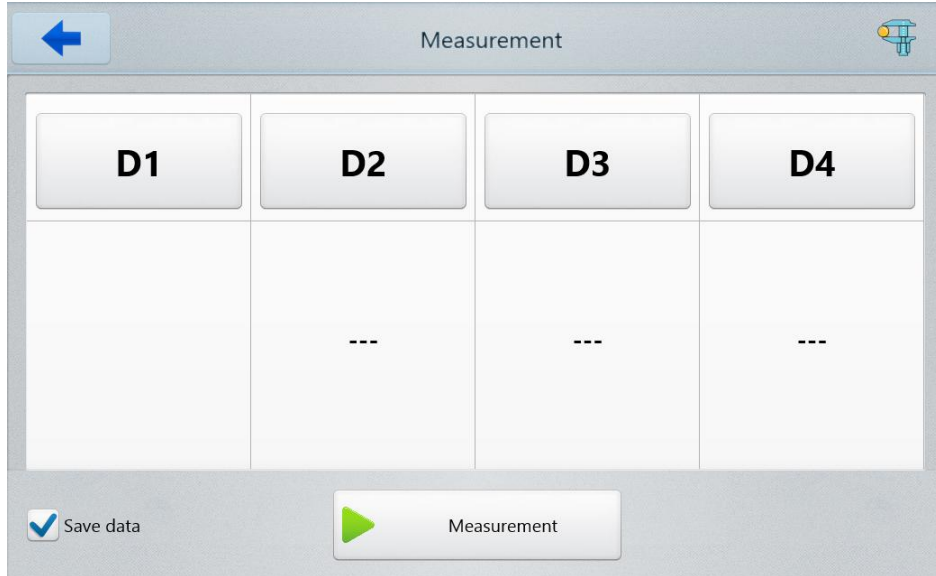 Measurement
D1 D2 D3 D4
--- --- ---
Save data
Measurement